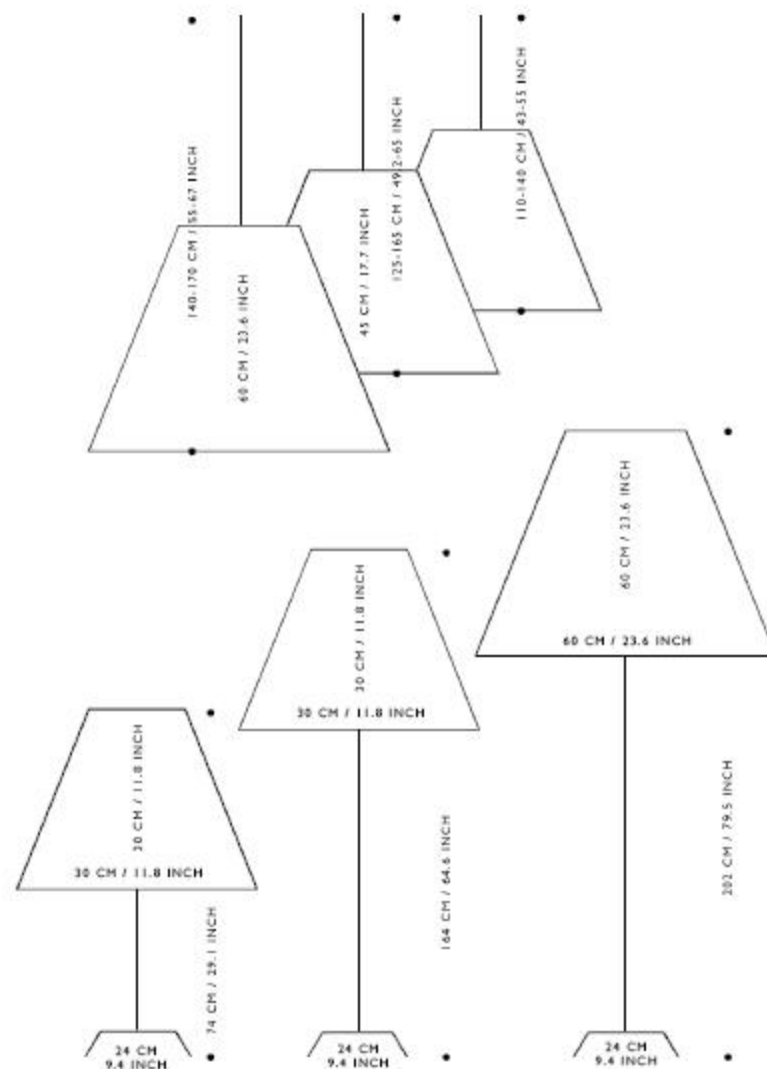 140-170 CM / 55-67 INCH
60 CM / 23.6 INCH
45 CM / 17.7 INCH
125-165 CM / 49.2-65 INCH
110-140 CM / 43-55 INCH
60 CM / 23.6 INCH
60 CM / 23.6 INCH
202 CM / 79.5 INCH
24 CM
9.4 INCH
30 CM / 11.8 INCH
30 CM / 11.8 INCH
164 CM / 64.6 INCH
24 CM
9.4 INCH
30 CM / 11.8 INCH
30 CM / 11.8 INCH
74 CM / 29.1 INCH
24 CM
9.4 INCH